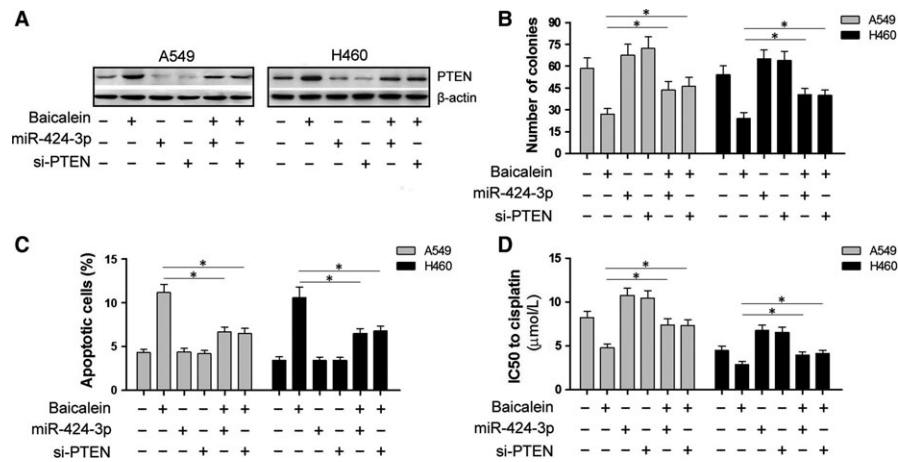 A
A549
H460
PTEN
β-actin
Baicalein – + – – + + – + – – + +
miR-424-3p – – + – + – – – + – + –
si-PTEN – – – + – + – – – + – +
B
A549
H460
Number of colonies
90
75
60
45
30
15
0
* * * *
Baicalein – + – – + + – + – – + +
miR-424-3p – – + – + – – – + – + –
si-PTEN – – – + – + – – – + – +
C
A549
H460
Apoptotic cells (%)
15
10
5
0
* * * *
Baicalein – + – – + + – + – – + +
miR-424-3p – – + – + – – – + – + –
si-PTEN – – – + – + – – – + – +
D
A549
H460
IC50 to cisplatin
(μmol/L)
15
10
5
0
* * * *
Baicalein – + – – + + – + – – + +
miR-424-3p – – + – + – – – + – + –
si-PTEN – – – + – + – – – + – +